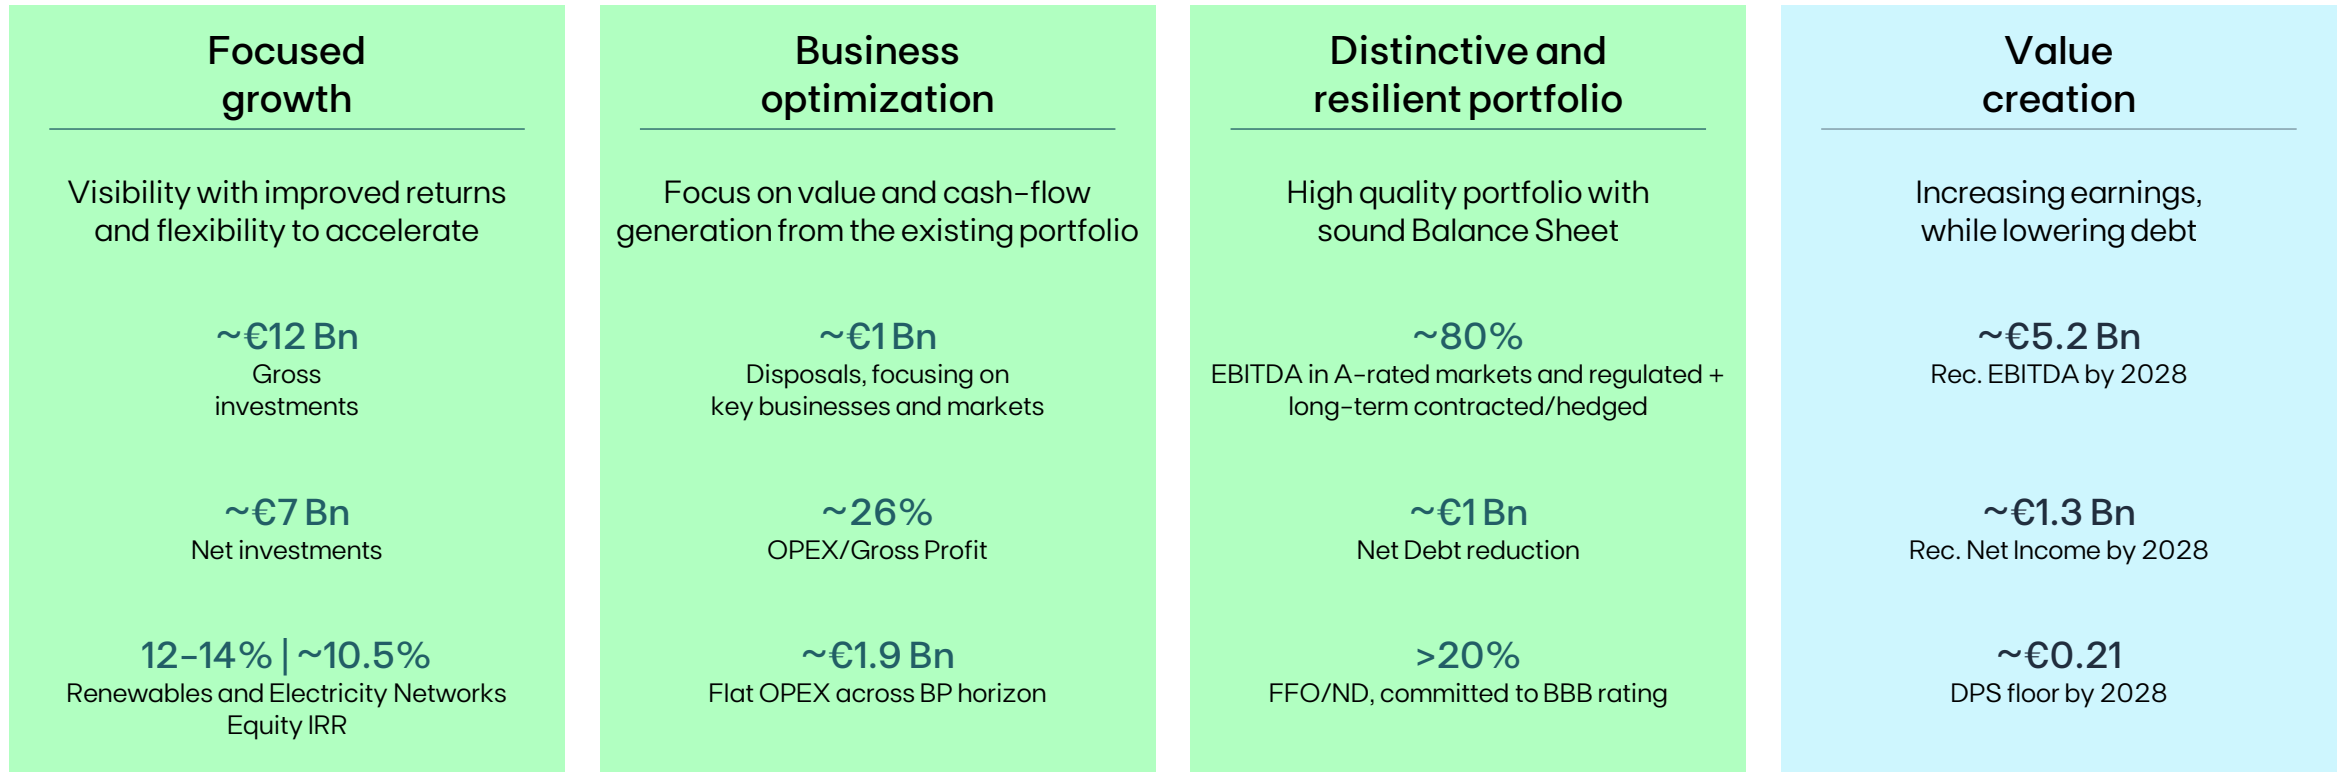 Focused
growth
Visibility with improved returns
and flexibility to accelerate
~€12 Bn
Gross
investments
~€7 Bn
Net investments
12-14% | ~10.5%
Renewables and Electricity Networks
Equity IRR
Business
optimization
Focus on value and cash-flow
generation from the existing portfolio
~€1 Bn
Disposals, focusing on
key businesses and markets
~26%
OPEX/Gross Profit
~€1.9 Bn
Flat OPEX across BP horizon
Distinctive and
resilient portfolio
High quality portfolio with
sound Balance Sheet
~80%
EBITDA in A-rated markets and regulated +
long-term contracted/hedged
~€1 Bn
Net Debt reduction
>20%
FFO/ND, committed to BBB rating
Value
creation
Increasing earnings,
while lowering debt
~€5.2 Bn
Rec. EBITDA by 2028
~€1.3 Bn
Rec. Net Income by 2028
~€0.21
DPS floor by 2028